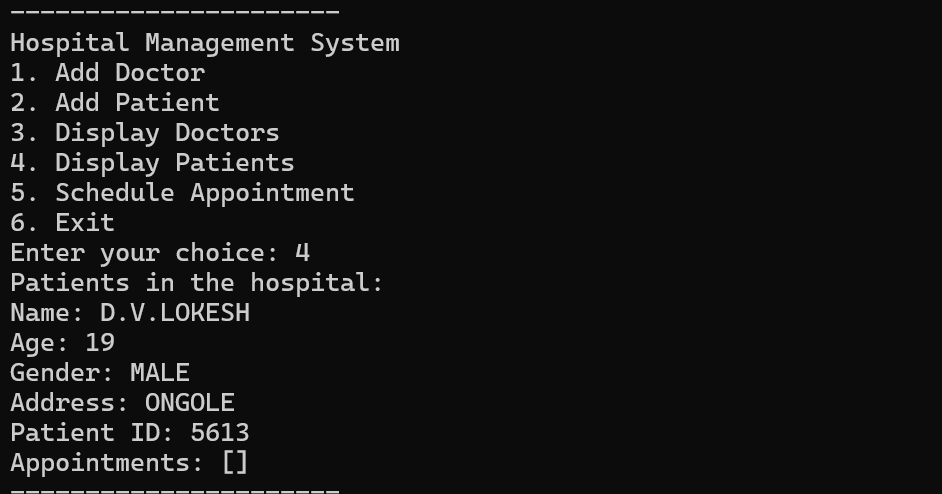 ----------------------
Hospital Management System
1. Add Doctor
2. Add Patient
3. Display Doctors
4. Display Patients
5. Schedule Appointment
6. Exit
Enter your choice: 4
Patients in the hospital:
Name: D.V.LOKESH
Age: 19
Gender: MALE
Address: ONGOLE
Patient ID: 5613
Appointments: []
----------------------